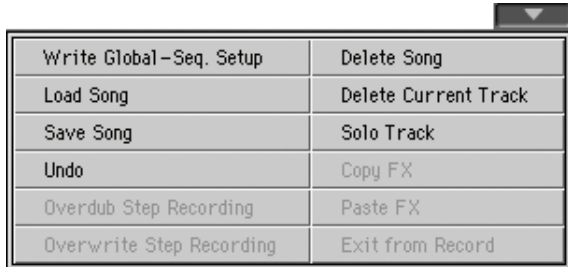 Write Global-Seq. Setup
Delete Song
Load Song
Delete Current Track
Save Song
Solo Track
Undo
Copy FX
Overdub Step Recording
Paste FX
Overwrite Step Recording
Exit from Record